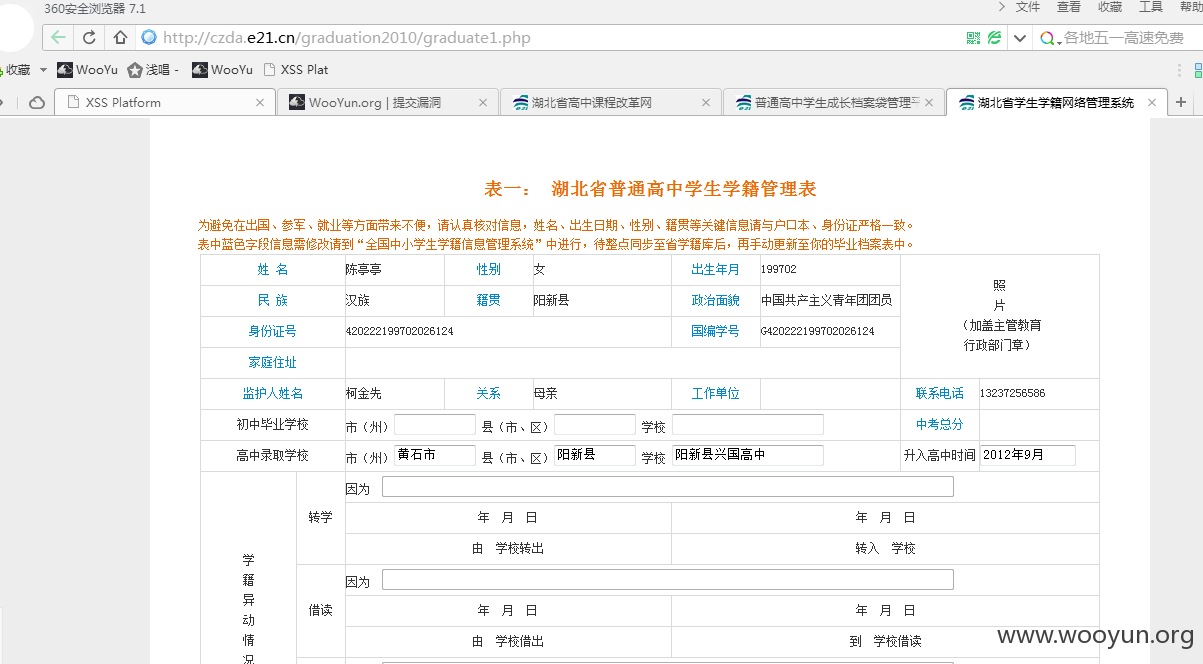 360安全浏览器 7.1
文件 查看 收藏 工具 帮助
http://czda.e21.cn/graduation2010/graduate1.php
各地五一高速免费
收藏 WooYu 浅唱 - WooYu XSS Plat
XSS Platform
WooYun.org | 提交漏洞
湖北省高中课程改革网
普通高中学生成长档案袋管理平
湖北省学生学籍网络管理系统
表一： 湖北省普通高中学生学籍管理表
为避免在出国、参军、就业等方面带来不便，请认真核对信息，姓名、出生日期、性别、籍贯等关键信息请与户口本、身份证严格一致。
表中蓝色字段信息需修改请到“全国中小学生学籍信息管理系统”中进行，待整点同步至省学籍库后，再手动更新至你的毕业档案表中。
姓 名 陈亭亭 性别 女 出生年月 199702
民 族 汉族 籍贯 阳新县 政治面貌 中国共产主义青年团团员
照
片
（加盖主管教育
行政部门章）
身份证号 420222199702026124 国编学号 G420222199702026124
家庭住址
监护人姓名 柯金先 关系 母亲 工作单位 联系电话 13237256586
初中毕业学校 市（州） 县（市、区） 学校 中考总分
高中录取学校 市（州） 黄石市 县（市、区） 阳新县 学校 阳新县兴国高中 升入高中时间 2012年9月
学
籍
异
动
情
况
转学
因为
年 月 日 年 月 日
由 学校转出 转入 学校
借读
因为
年 月 日 年 月 日
由 学校借出 到 学校借读
www.wooyun.org